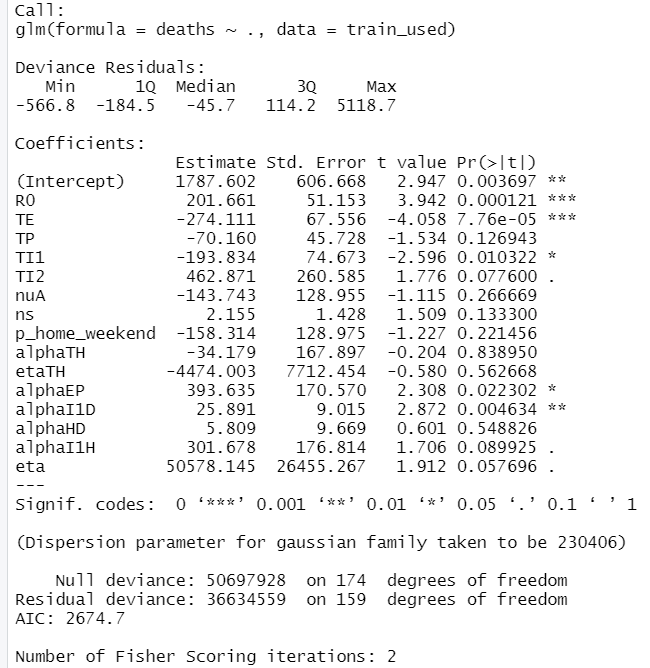 Call:
glm(formula = deaths ~ ., data = train_used)
Deviance Residuals:
Min 1Q Median 3Q Max
-566.8 -184.5 -45.7 114.2 5118.7
Coefficients:
Estimate Std. Error t value Pr(>|t|)
(Intercept) 1787.602 606.668 2.947 0.003697 **
R0 201.661 51.153 3.942 0.000121 ***
TE -274.111 67.556 -4.058 7.76e-05 ***
TP -70.160 45.728 -1.534 0.126943
TI1 -193.834 74.673 -2.596 0.010322 *
TI2 462.871 260.585 1.776 0.077600 .
nuA -143.743 128.955 -1.115 0.266669
ns 2.155 1.428 1.509 0.133300
p_home_weekend -158.314 128.975 -1.227 0.221456
alphaTH -34.179 167.897 -0.204 0.838950
etaTH -4474.003 7712.454 -0.580 0.562668
alphaEP 393.635 170.570 2.308 0.022302 *
alphaI1D 25.891 9.015 2.872 0.004634 **
alphaHD 5.809 9.669 0.601 0.548826
alphaI1H 301.678 176.814 1.706 0.089925 .
eta 50578.145 26455.267 1.912 0.057696 .
---
Signif. codes: 0 ‘***’ 0.001 ‘**’ 0.01 ‘*’ 0.05 ‘.’ 0.1 ‘ ’ 1
(Dispersion parameter for gaussian family taken to be 230406)
Null deviance: 50697928 on 174 degrees of freedom
Residual deviance: 36634559 on 159 degrees of freedom
AIC: 2674.7
Number of Fisher Scoring iterations: 2